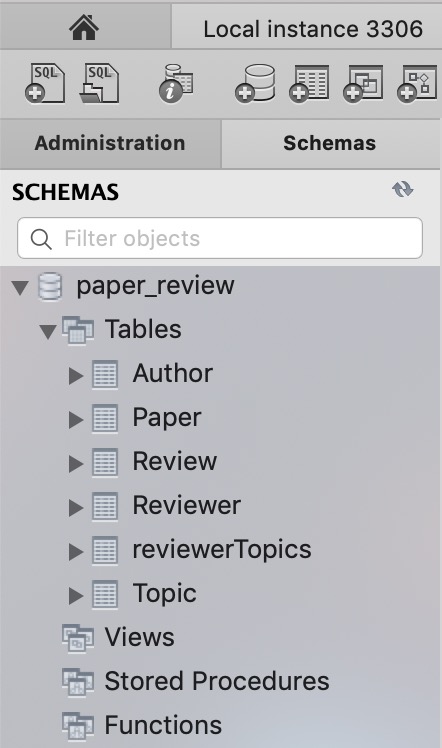 Local instance 3306
SQL SQL
Administration Schemas
SCHEMAS
Filter objects
paper_review
Tables
Author
Paper
Review
Reviewer
reviewerTopics
Topic
Views
Stored Procedures
Functions